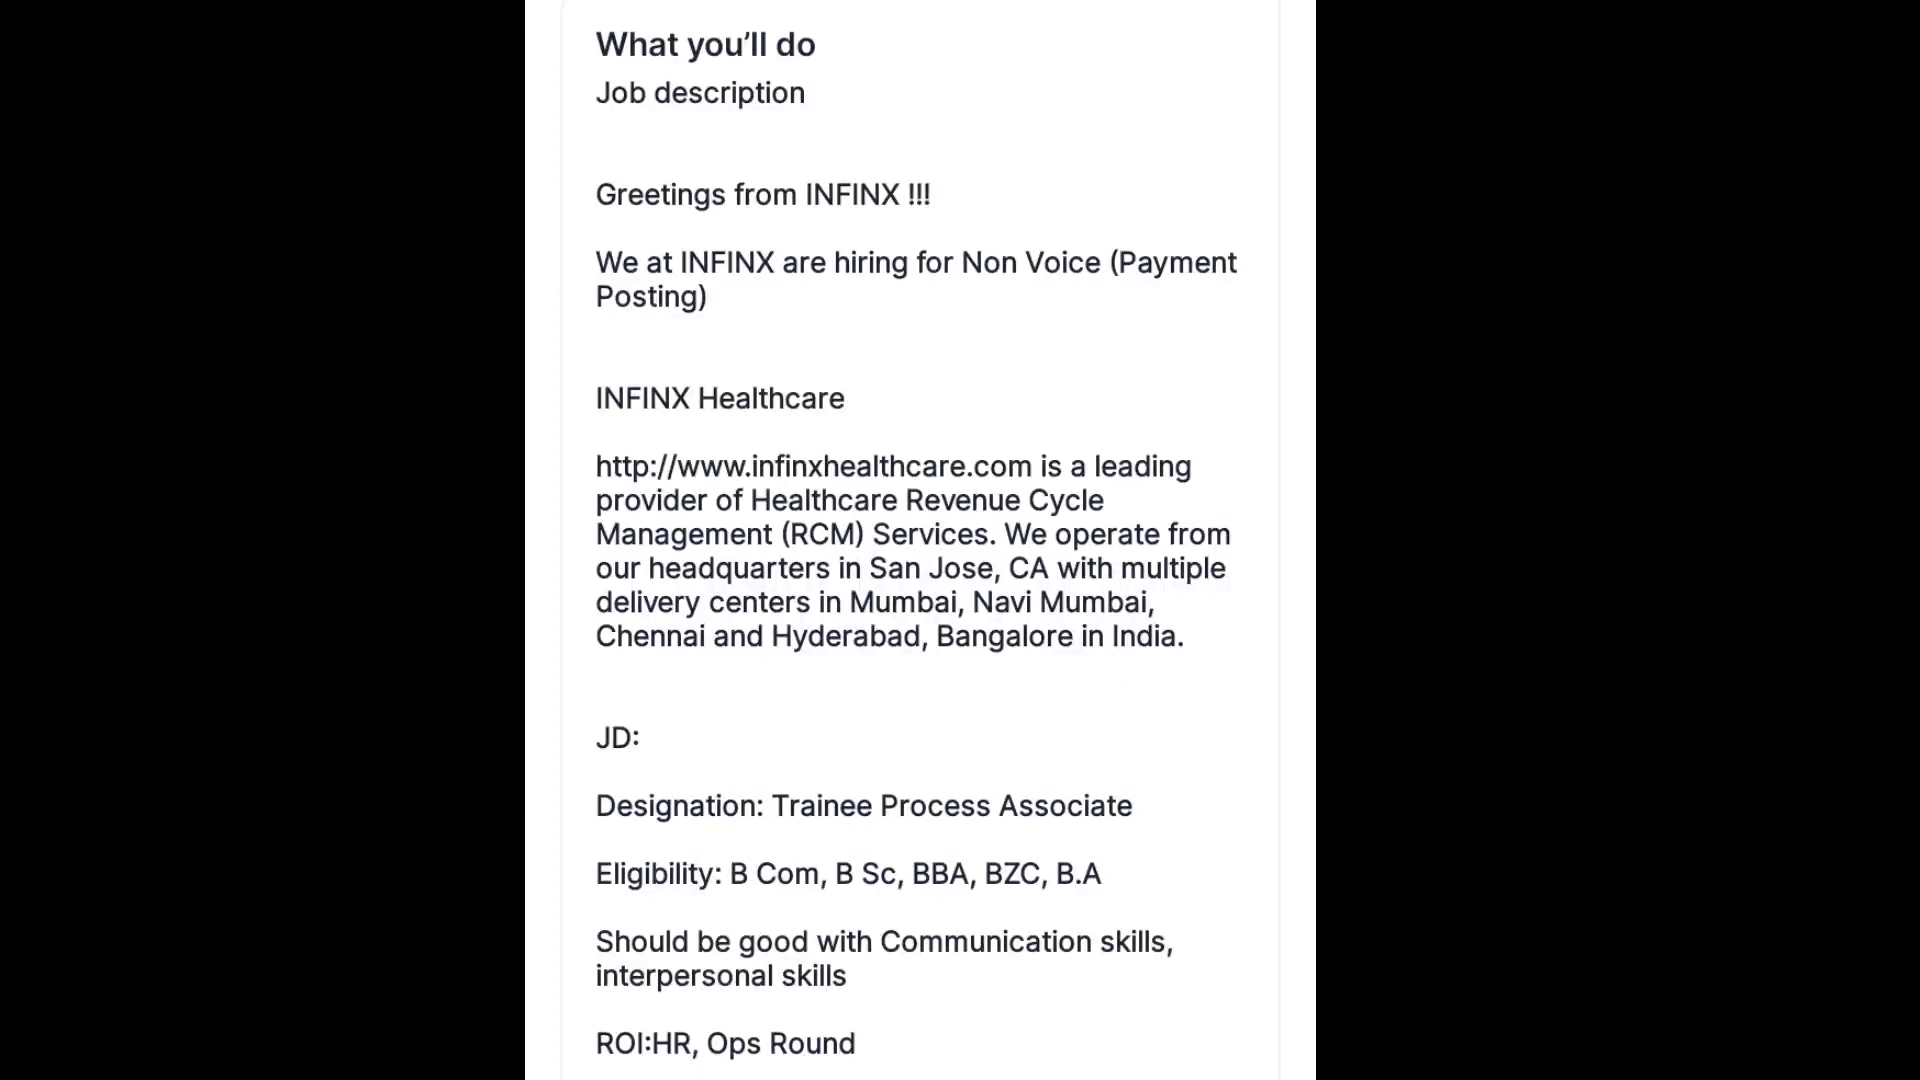 What you’ll do
Job description
Greetings from INFINX !!!
We at INFINX are hiring for Non Voice (Payment
Posting)
INFINX Healthcare
http://www.infinxhealthcare.com is a leading
provider of Healthcare Revenue Cycle
Management (RCM) Services. We operate from
our headquarters in San Jose, CA with multiple
delivery centers in Mumbai, Navi Mumbai,
Chennai and Hyderabad, Bangalore in India.
JD:
Designation: Trainee Process Associate
Eligibility: B Com, B Sc, BBA, BZC, B.A
Should be good with Communication skills,
interpersonal skills
ROI:HR, Ops Round